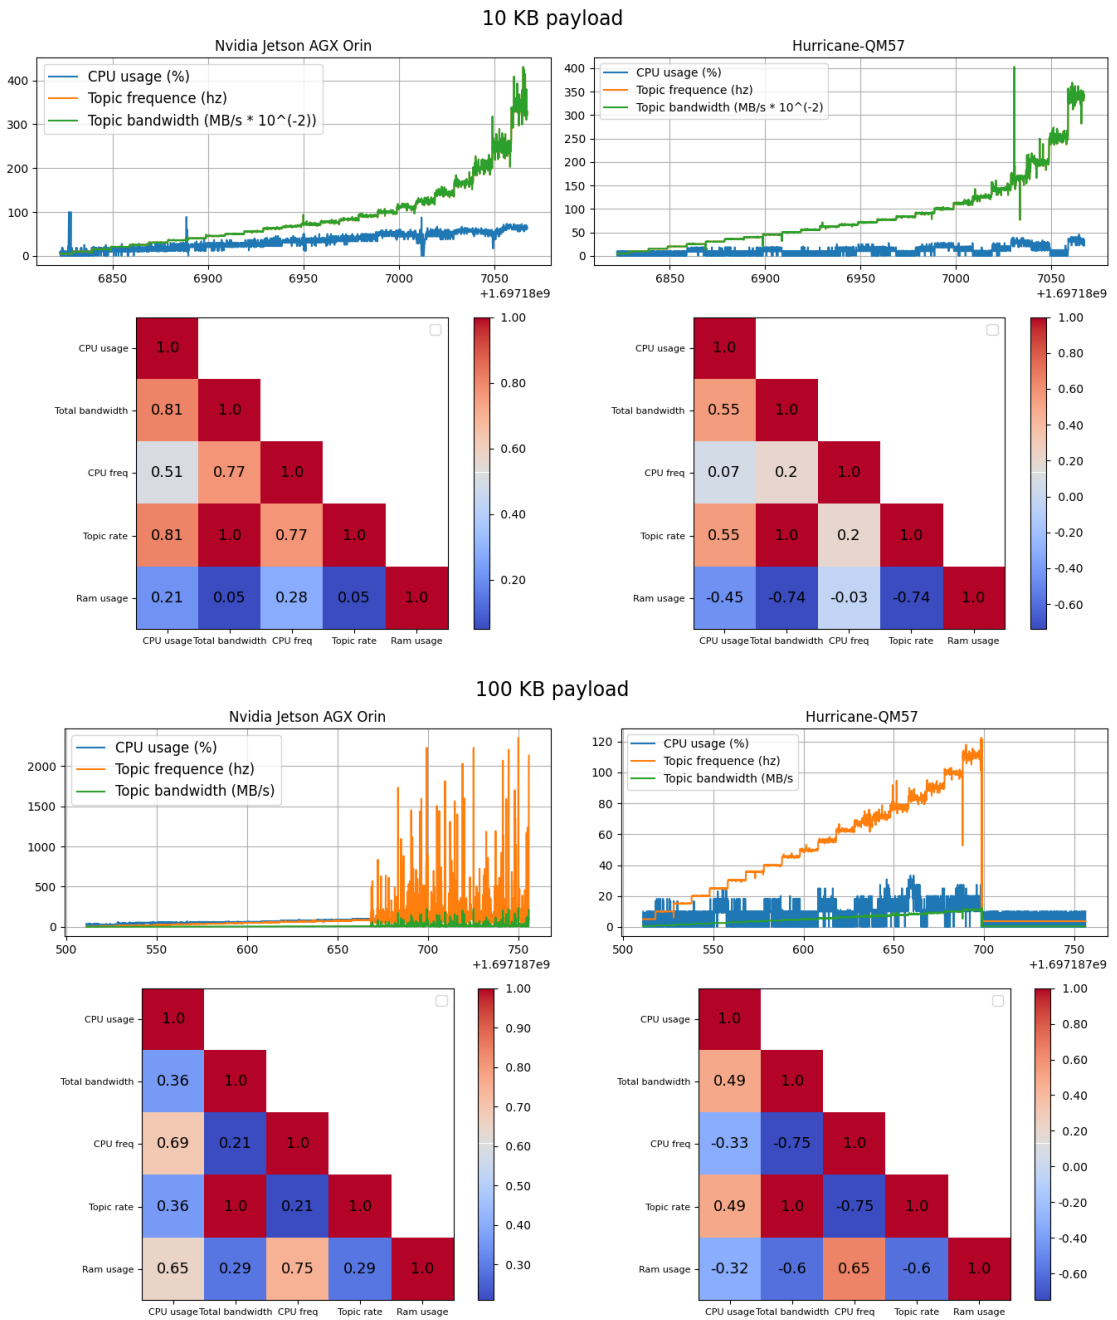 10 KB payload
Nvidia Jetson AGX Orin
CPU usage (%)
Topic frequence (hz)
Topic bandwidth (MB/s * 10^(-2))
400
300
200
100
0
6850 6900 6950 7000 7050
+1.69718e9
Hurricane-QM57
CPU usage (%)
Topic frequence (hz)
Topic bandwidth (MB/s * 10^(-2)
400
350
300
250
200
150
100
50
0
6850 6900 6950 7000 7050
+1.69718e9
CPU usage 1.0
Total bandwidth 0.81 1.0
CPU freq 0.51 0.77 1.0
Topic rate 0.81 1.0 0.77 1.0
Ram usage 0.21 0.05 0.28 0.05 1.0
CPU usage Total bandwidth CPU freq Topic rate Ram usage
1.00
0.80
0.60
0.40
0.20
CPU usage 1.0
Total bandwidth 0.55 1.0
CPU freq 0.07 0.2 1.0
Topic rate 0.55 1.0 0.2 1.0
Ram usage -0.45 -0.74 -0.03 -0.74 1.0
CPU usage Total bandwidth CPU freq Topic rate Ram usage
1.00
0.80
0.60
0.40
0.20
0.00
-0.20
-0.40
-0.60
100 KB payload
Nvidia Jetson AGX Orin
CPU usage (%)
Topic frequence (hz)
Topic bandwidth (MB/s)
2000
1500
1000
500
0
500 550 600 650 700 750
+1.697187e9
Hurricane-QM57
CPU usage (%)
Topic frequence (hz)
Topic bandwidth (MB/s
120
100
80
60
40
20
0
500 550 600 650 700 750
+1.697187e9
CPU usage 1.0
Total bandwidth 0.36 1.0
CPU freq 0.69 0.21 1.0
Topic rate 0.36 1.0 0.21 1.0
Ram usage 0.65 0.29 0.75 0.29 1.0
CPU usage Total bandwidth CPU freq Topic rate Ram usage
1.00
0.90
0.80
0.70
0.60
0.50
0.40
0.30
CPU usage 1.0
Total bandwidth 0.49 1.0
CPU freq -0.33 -0.75 1.0
Topic rate 0.49 1.0 -0.75 1.0
Ram usage -0.32 -0.6 0.65 -0.6 1.0
CPU usage Total bandwidth CPU freq Topic rate Ram usage
1.00
0.80
0.60
0.40
0.20
0.00
-0.20
-0.40
-0.60